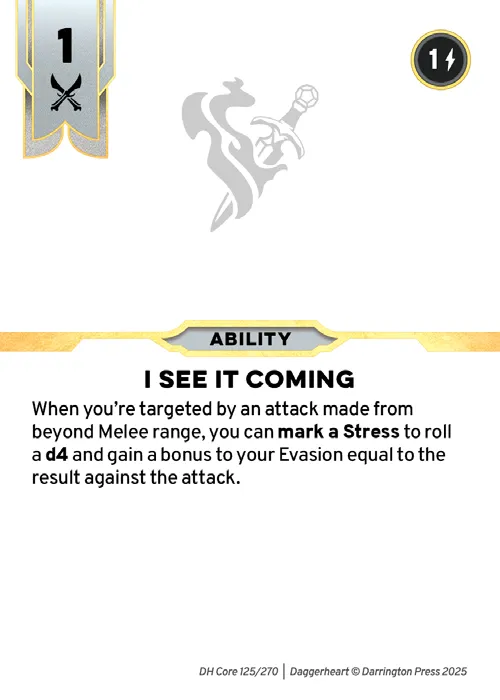 1
1
ABILITY
I SEE IT COMING
When you’re targeted by an attack made from
beyond Melee range, you can mark a Stress to roll
a d4 and gain a bonus to your Evasion equal to the
result against the attack.
DH Core 125/270 | Daggerheart © Darrington Press 2025